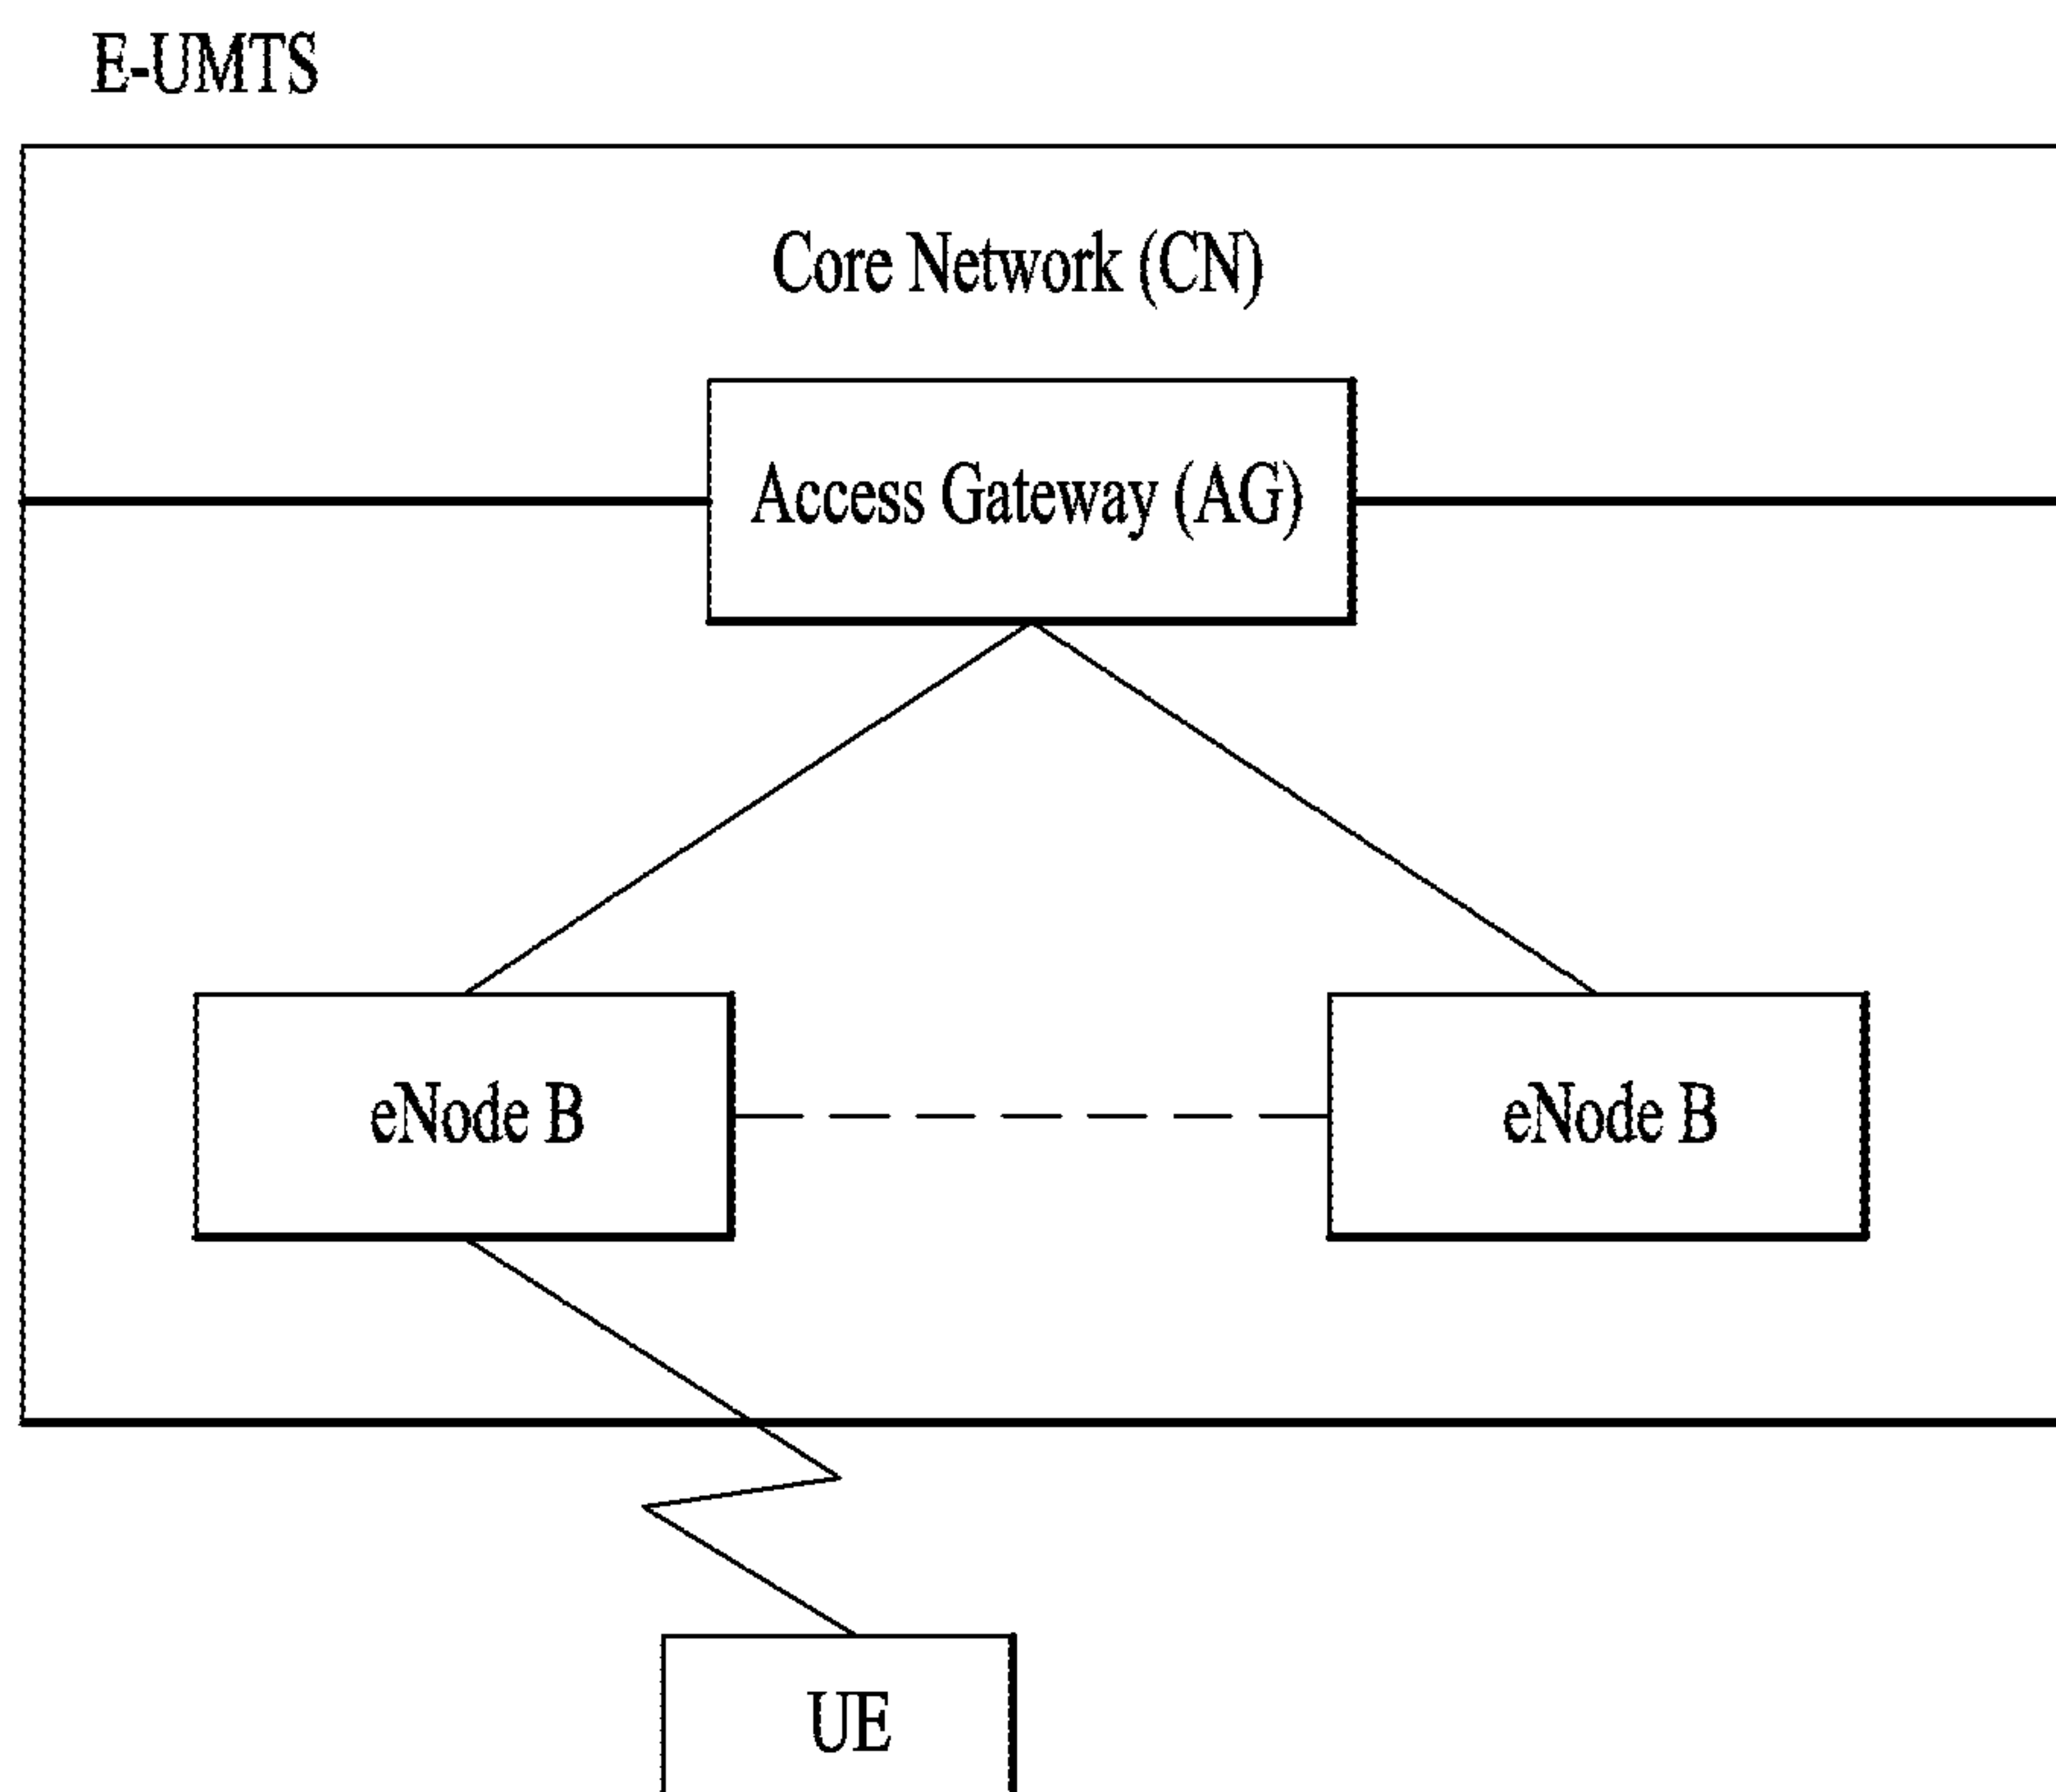 E-UMTS
Core Network (CN)
Access Gateway (AG)
eNode B
eNode B
UE